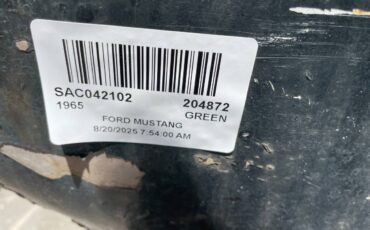 SAC042102 204872
1965 GREEN
FORD MUSTANG
8/20/2025 7:54:00 AM